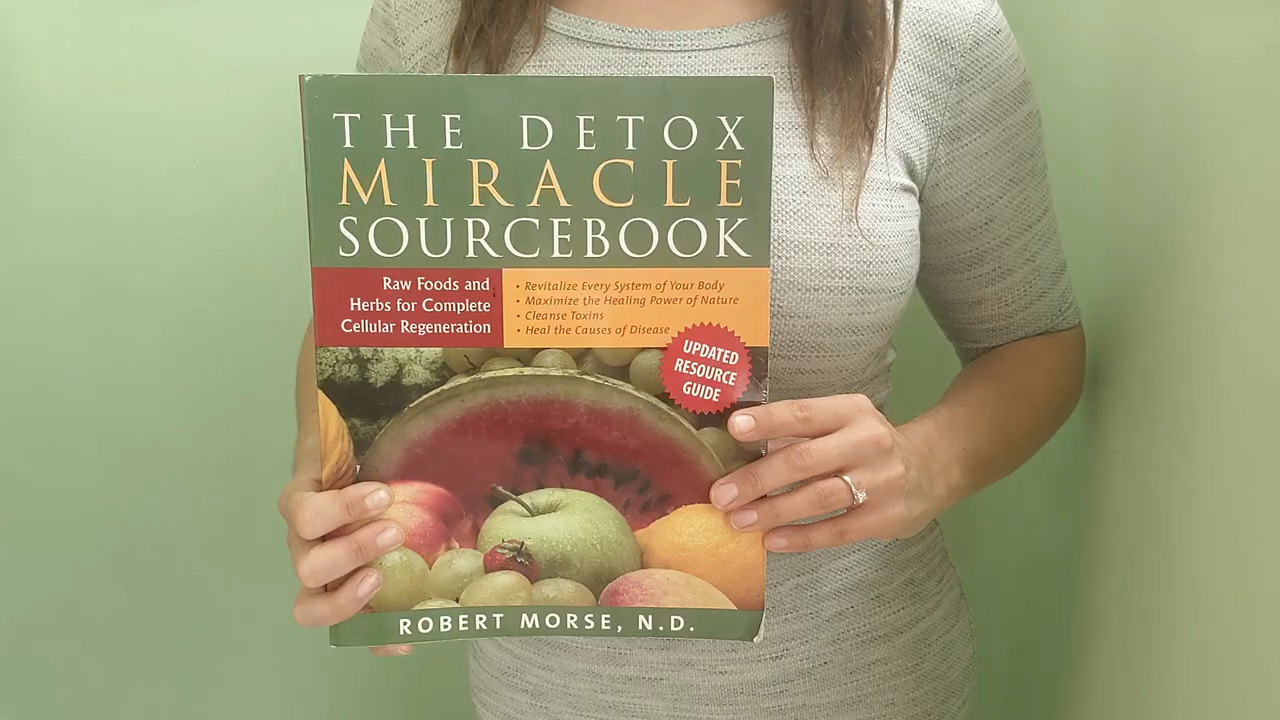 THE DETOX
MIRACLE
SOURCEBOOK
Raw Foods and
Herbs for Complete
Cellular Regeneration
• Revitalize Every System of Your Body
• Maximize the Healing Power of Nature
• Cleanse Toxins
• Heal the Causes of Disease
UPDATED
RESOURCE
GUIDE
ROBERT MORSE, N.D.